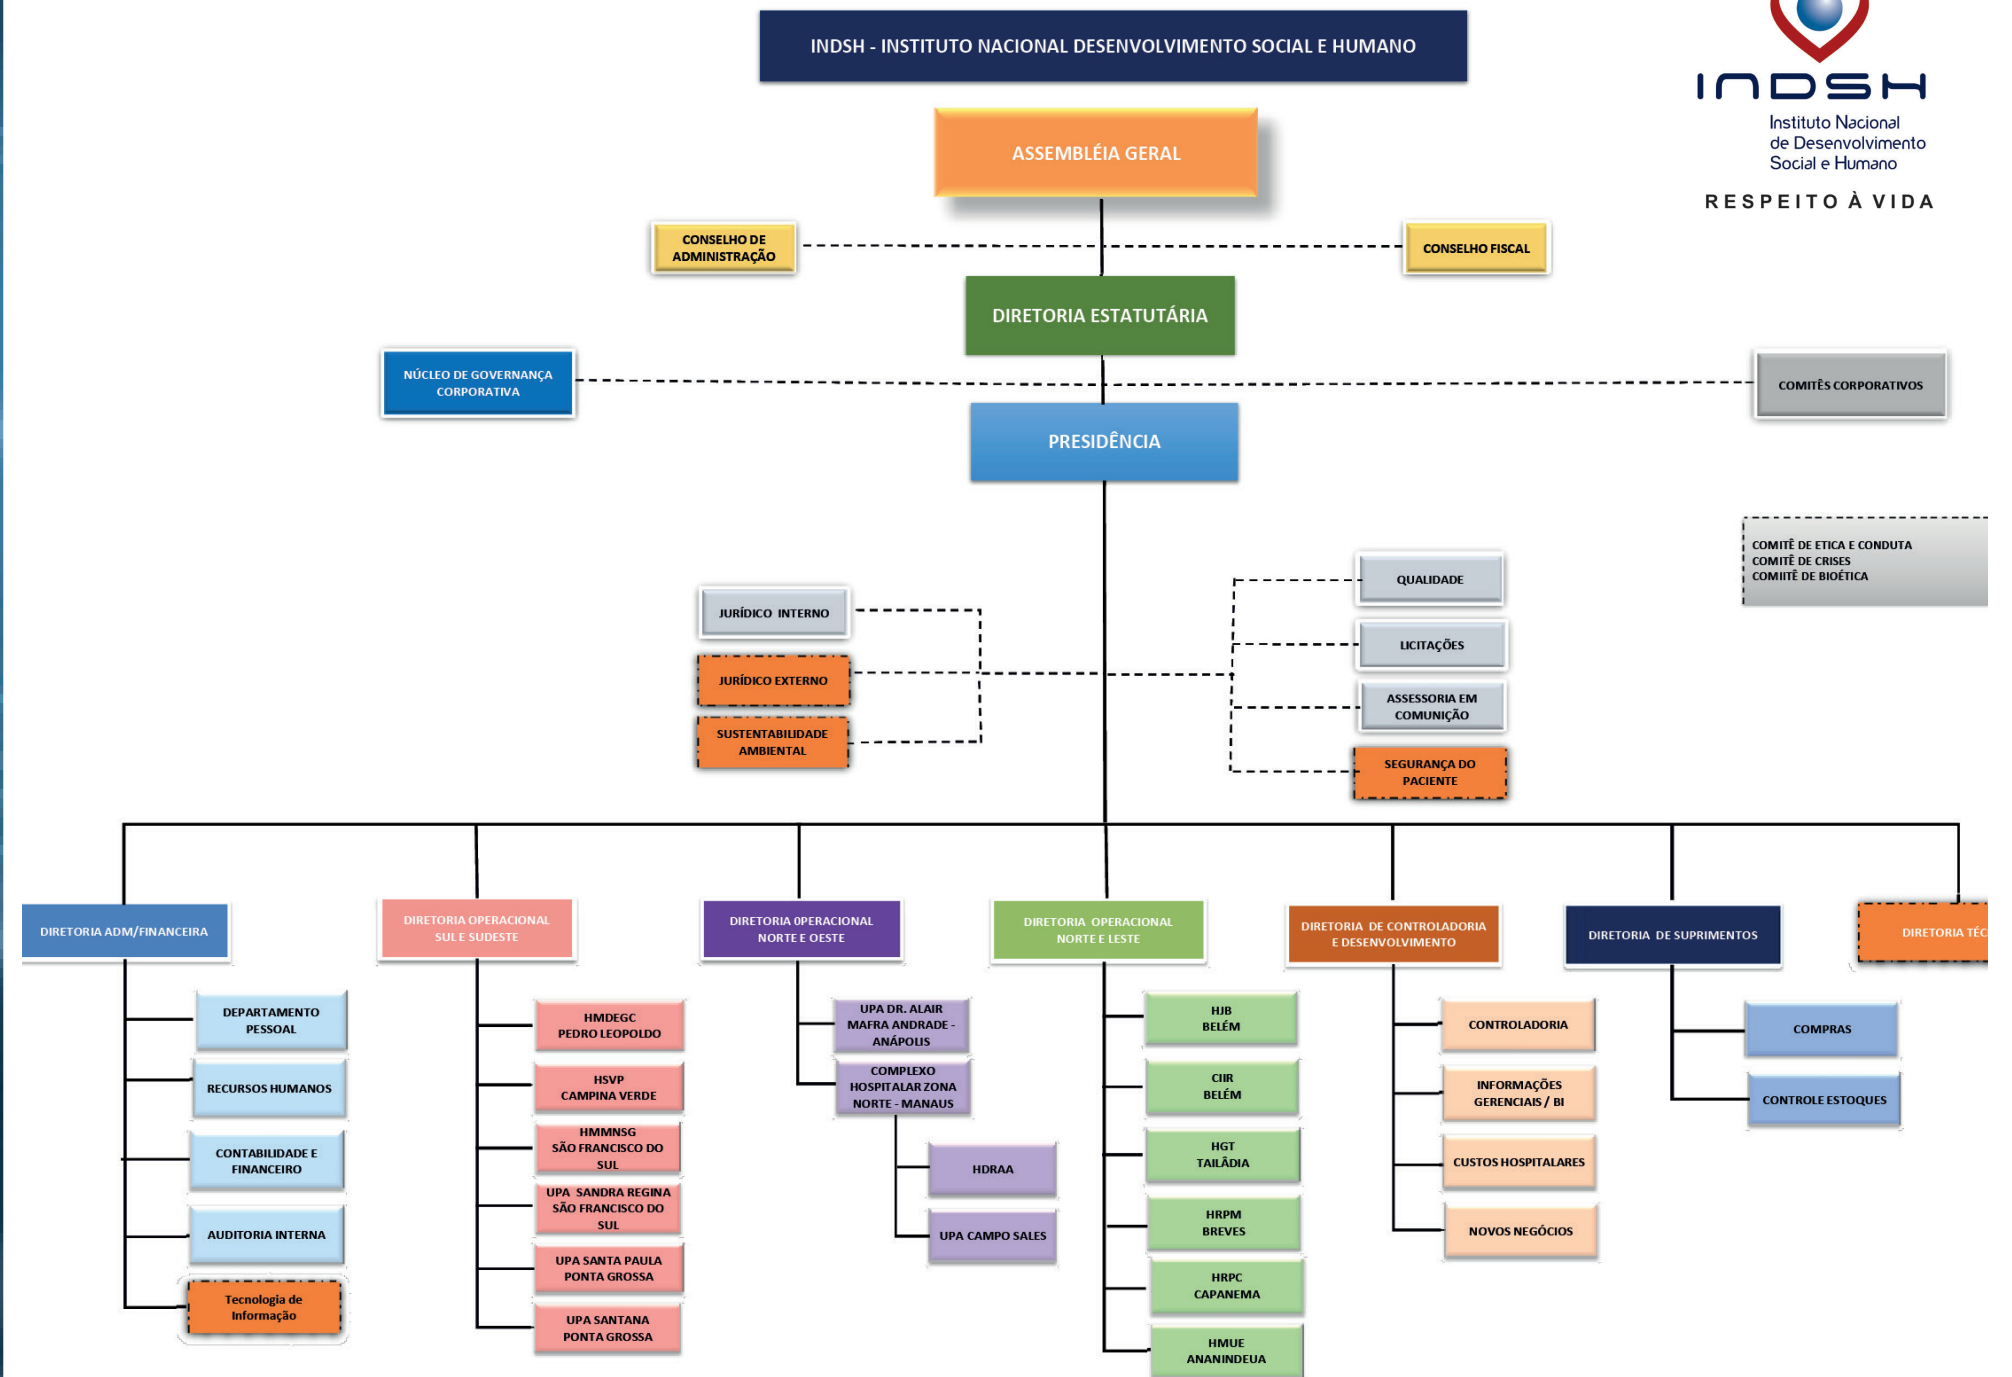 INDSH - INSTITUTO NACIONAL DESENVOLVIMENTO SOCIAL E HUMANO
INDSH
Instituto Nacional
de Desenvolvimento
Social e Humano
RESPEITO À VIDA
ASSEMBLÉIA GERAL
CONSELHO DE
ADMINISTRAÇÃO
CONSELHO FISCAL
DIRETORIA ESTATUTÁRIA
NÚCLEO DE GOVERNANÇA
CORPORATIVA
COMITÊS CORPORATIVOS
PRESIDÊNCIA
COMITÊ DE ETICA E CONDUTA
COMITÊ DE CRISES
COMIITÊ DE BIOÉTICA
JURÍDICO INTERNO
JURÍDICO EXTERNO
SUSTENTABILIDADE
AMBIENTAL
QUALIDADE
LICITAÇÕES
ASSESSORIA EM
COMUNIÇÃO
SEGURANÇA DO
PACIENTE
DIRETORIA ADM/FINANCEIRA
DEPARTAMENTO
PESSOAL
RECURSOS HUMANOS
CONTABILIDADE E
FINANCEIRO
AUDITORIA INTERNA
Tecnologia de
Informação
DIRETORIA OPERACIONAL
SUL E SUDESTE
HMDEGC
PEDRO LEOPOLDO
HSVP
CAMPINA VERDE
HMMNSG
SÃO FRANCISCO DO
SUL
UPA SANDRA REGINA
SÃO FRANCISCO DO
SUL
UPA SANTA PAULA
PONTA GROSSA
UPA SANTANA
PONTA GROSSA
DIRETORIA 0PERACIONAL
NORTE E OESTE
UPA DR. ALAIR
MAFRA ANDRADE -
ANÁPOLIS
COMPLEXO
HOSPITALAR ZONA
NORTE - MANAUS
HDRAA
UPA CAMPO SALES
DIRETORIA OPERACIONAL
NORTE E LESTE
HJB
BELÉM
CIIR
BELÉM
HGT
TAILÂDIA
HRPM
BREVES
HRPC
CAPANEMA
HMUE
ANANINDEUA
DIRETORIA DE CONTROLADORIA
E DESENVOLVIMENTO
CONTROLADORIA
INFORMAÇÕES
GERENCIAIS / BI
CUSTOS HOSPITALARES
NOVOS NEGÓCIOS
DIRETORIA DE SUPRIMENTOS
COMPRAS
CONTROLE ESTOQUES
DIRETORIA TÉC